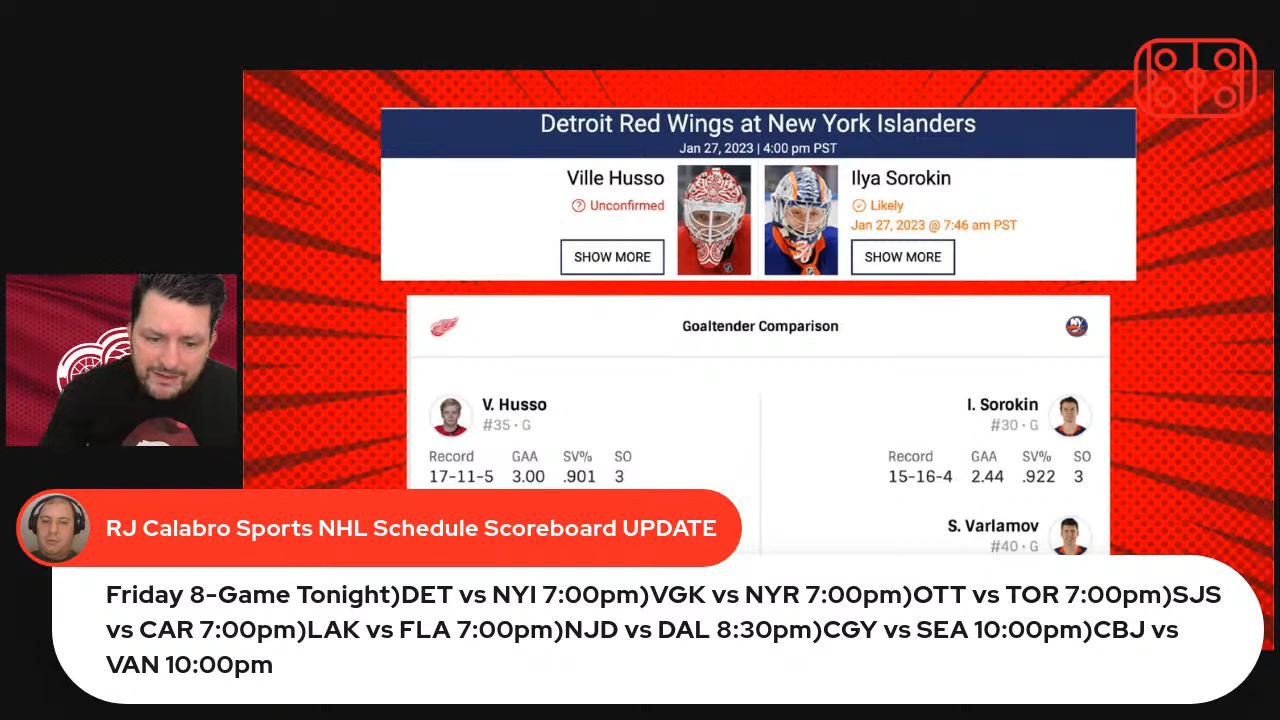 Detroit Red Wings at New York Islanders
Jan 27, 2023 | 4:00 pm PST
Ville Husso
Unconfirmed
SHOW MORE
Ilya Sorokin
Likely
Jan 27, 2023 @ 7:46 am PST
SHOW MORE
Goaltender Comparison
NY
V. Husso
#35 • G
Record GAA SV% SO
17-11-5 3.00 .901 3
I. Sorokin
#30 • G
Record GAA SV% SO
15-16-4 2.44 .922 3
S. Varlamov
#40 • G
RJ Calabro Sports NHL Schedule Scoreboard UPDATE
Friday 8-Game Tonight)DET vs NYI 7:00pm)VGK vs NYR 7:00pm)OTT vs TOR 7:00pm)SJS
vs CAR 7:00pm)LAK vs FLA 7:00pm)NJD vs DAL 8:30pm)CGY vs SEA 10:00pm)CBJ vs
VAN 10:00pm